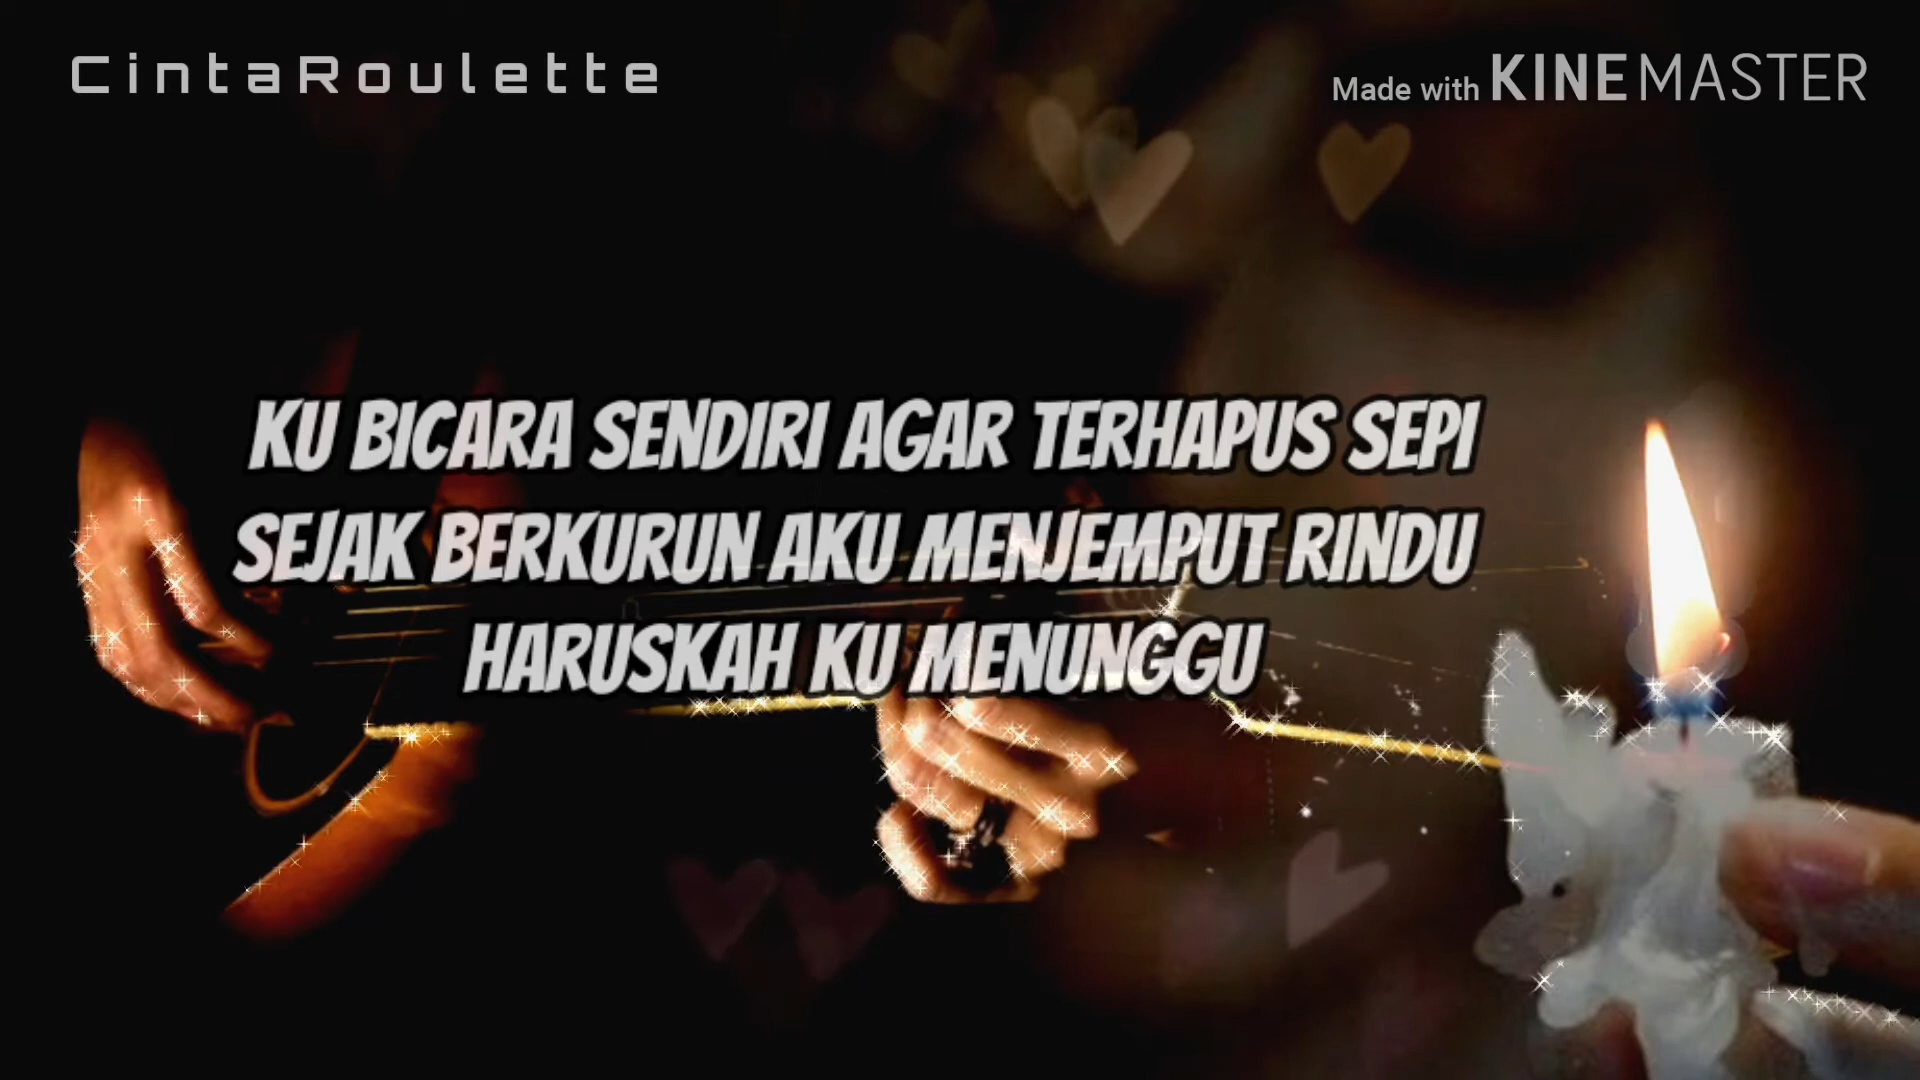 CintaRoulette
Made with KINEMASTER
KU BICARA SENDIRI AGAR TERHAPUS SEPI
SEJAK BERKURUN AKU MENJEMPUT RINDU
HARUSKAH KU MENUNGGU